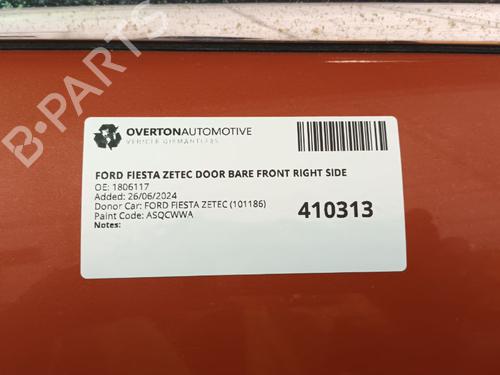 B-PARTS
OVERTONAUTOMOTIVE
VEHICLE DISMANTLERS
FORD FIESTA ZETEC DOOR BARE FRONT RIGHT SIDE
OE: 1806117
Added: 26/06/2024
Donor Car: FORD FIESTA ZETEC (101186)
Paint Code: ASQCWWA
Notes:
410313